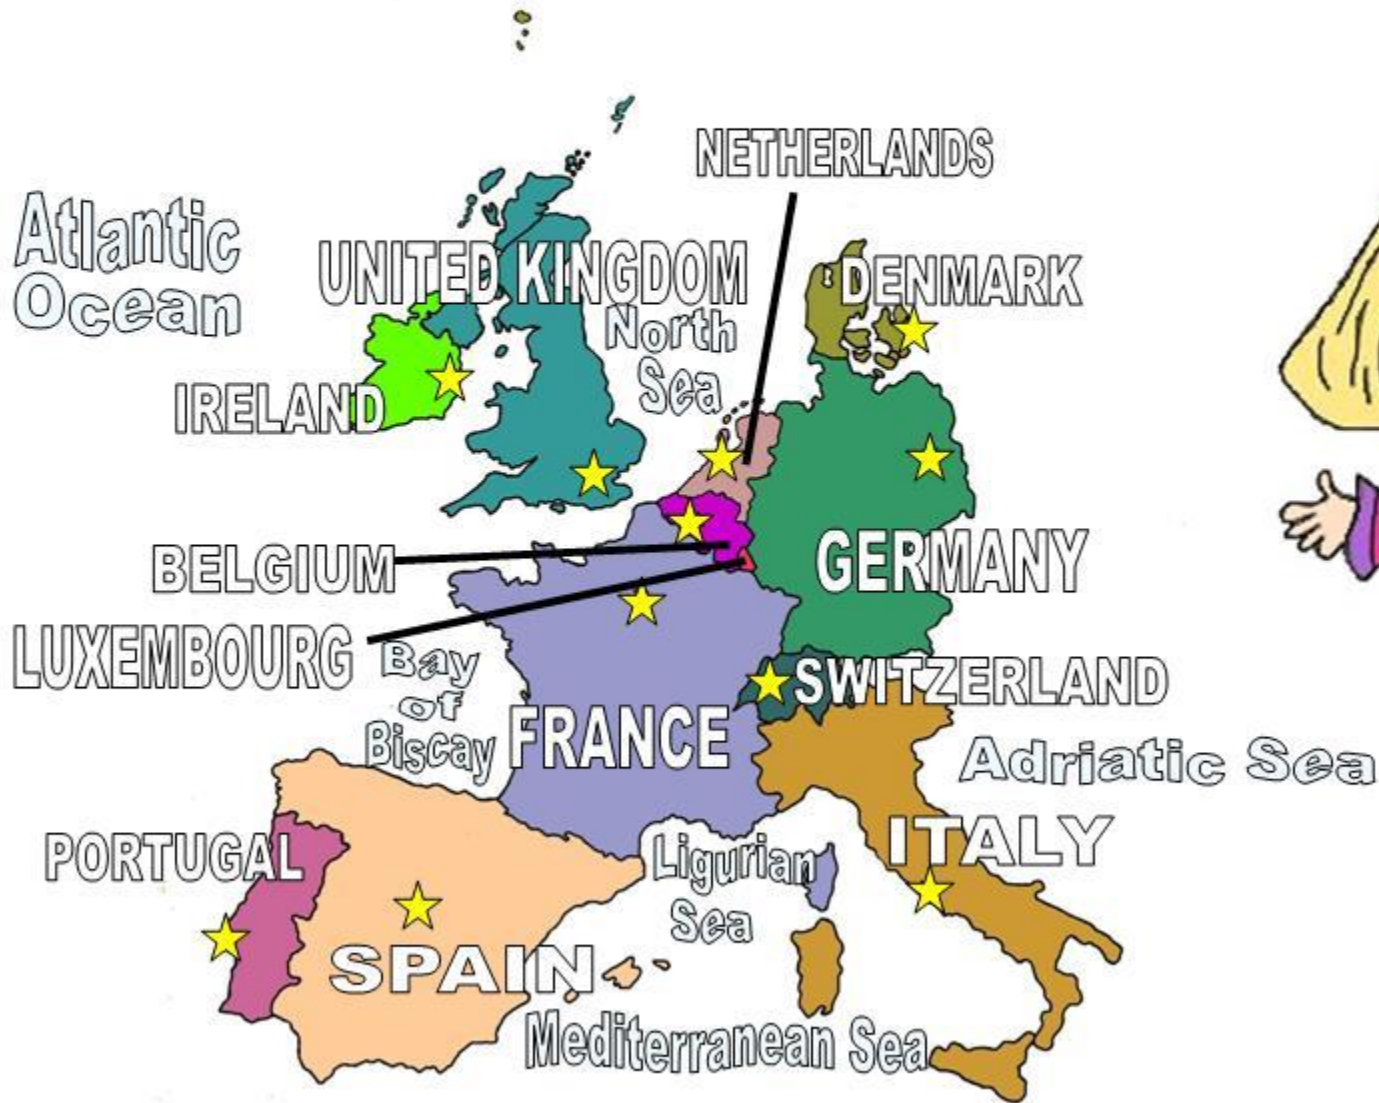 NETHERLANDS
Atlantic
Ocean
UNITED KINGDOM
DENMARK
North
Sea
IRELAND
BELGIUM
GERMANY
LUXEMBOURG
Bay
of
Biscay
SWITZERLAND
FRANCE
Adriatic Sea
PORTUGAL
ITALY
Ligurian
Sea
SPAIN
Mediterranean Sea